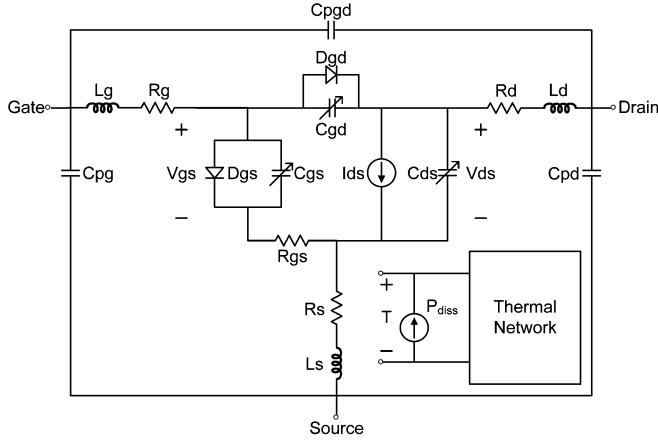 Cpgd
Dgd
Lg
Rg
Rd
Ld
Gate
Drain
Cgd
+
+
Cpg
Vgs
Dgs
Cgs
Ids
Cds
Vds
Cpd
−
−
Rgs
+
Rs
T
Pdiss
Thermal
Network
−
Ls
Source